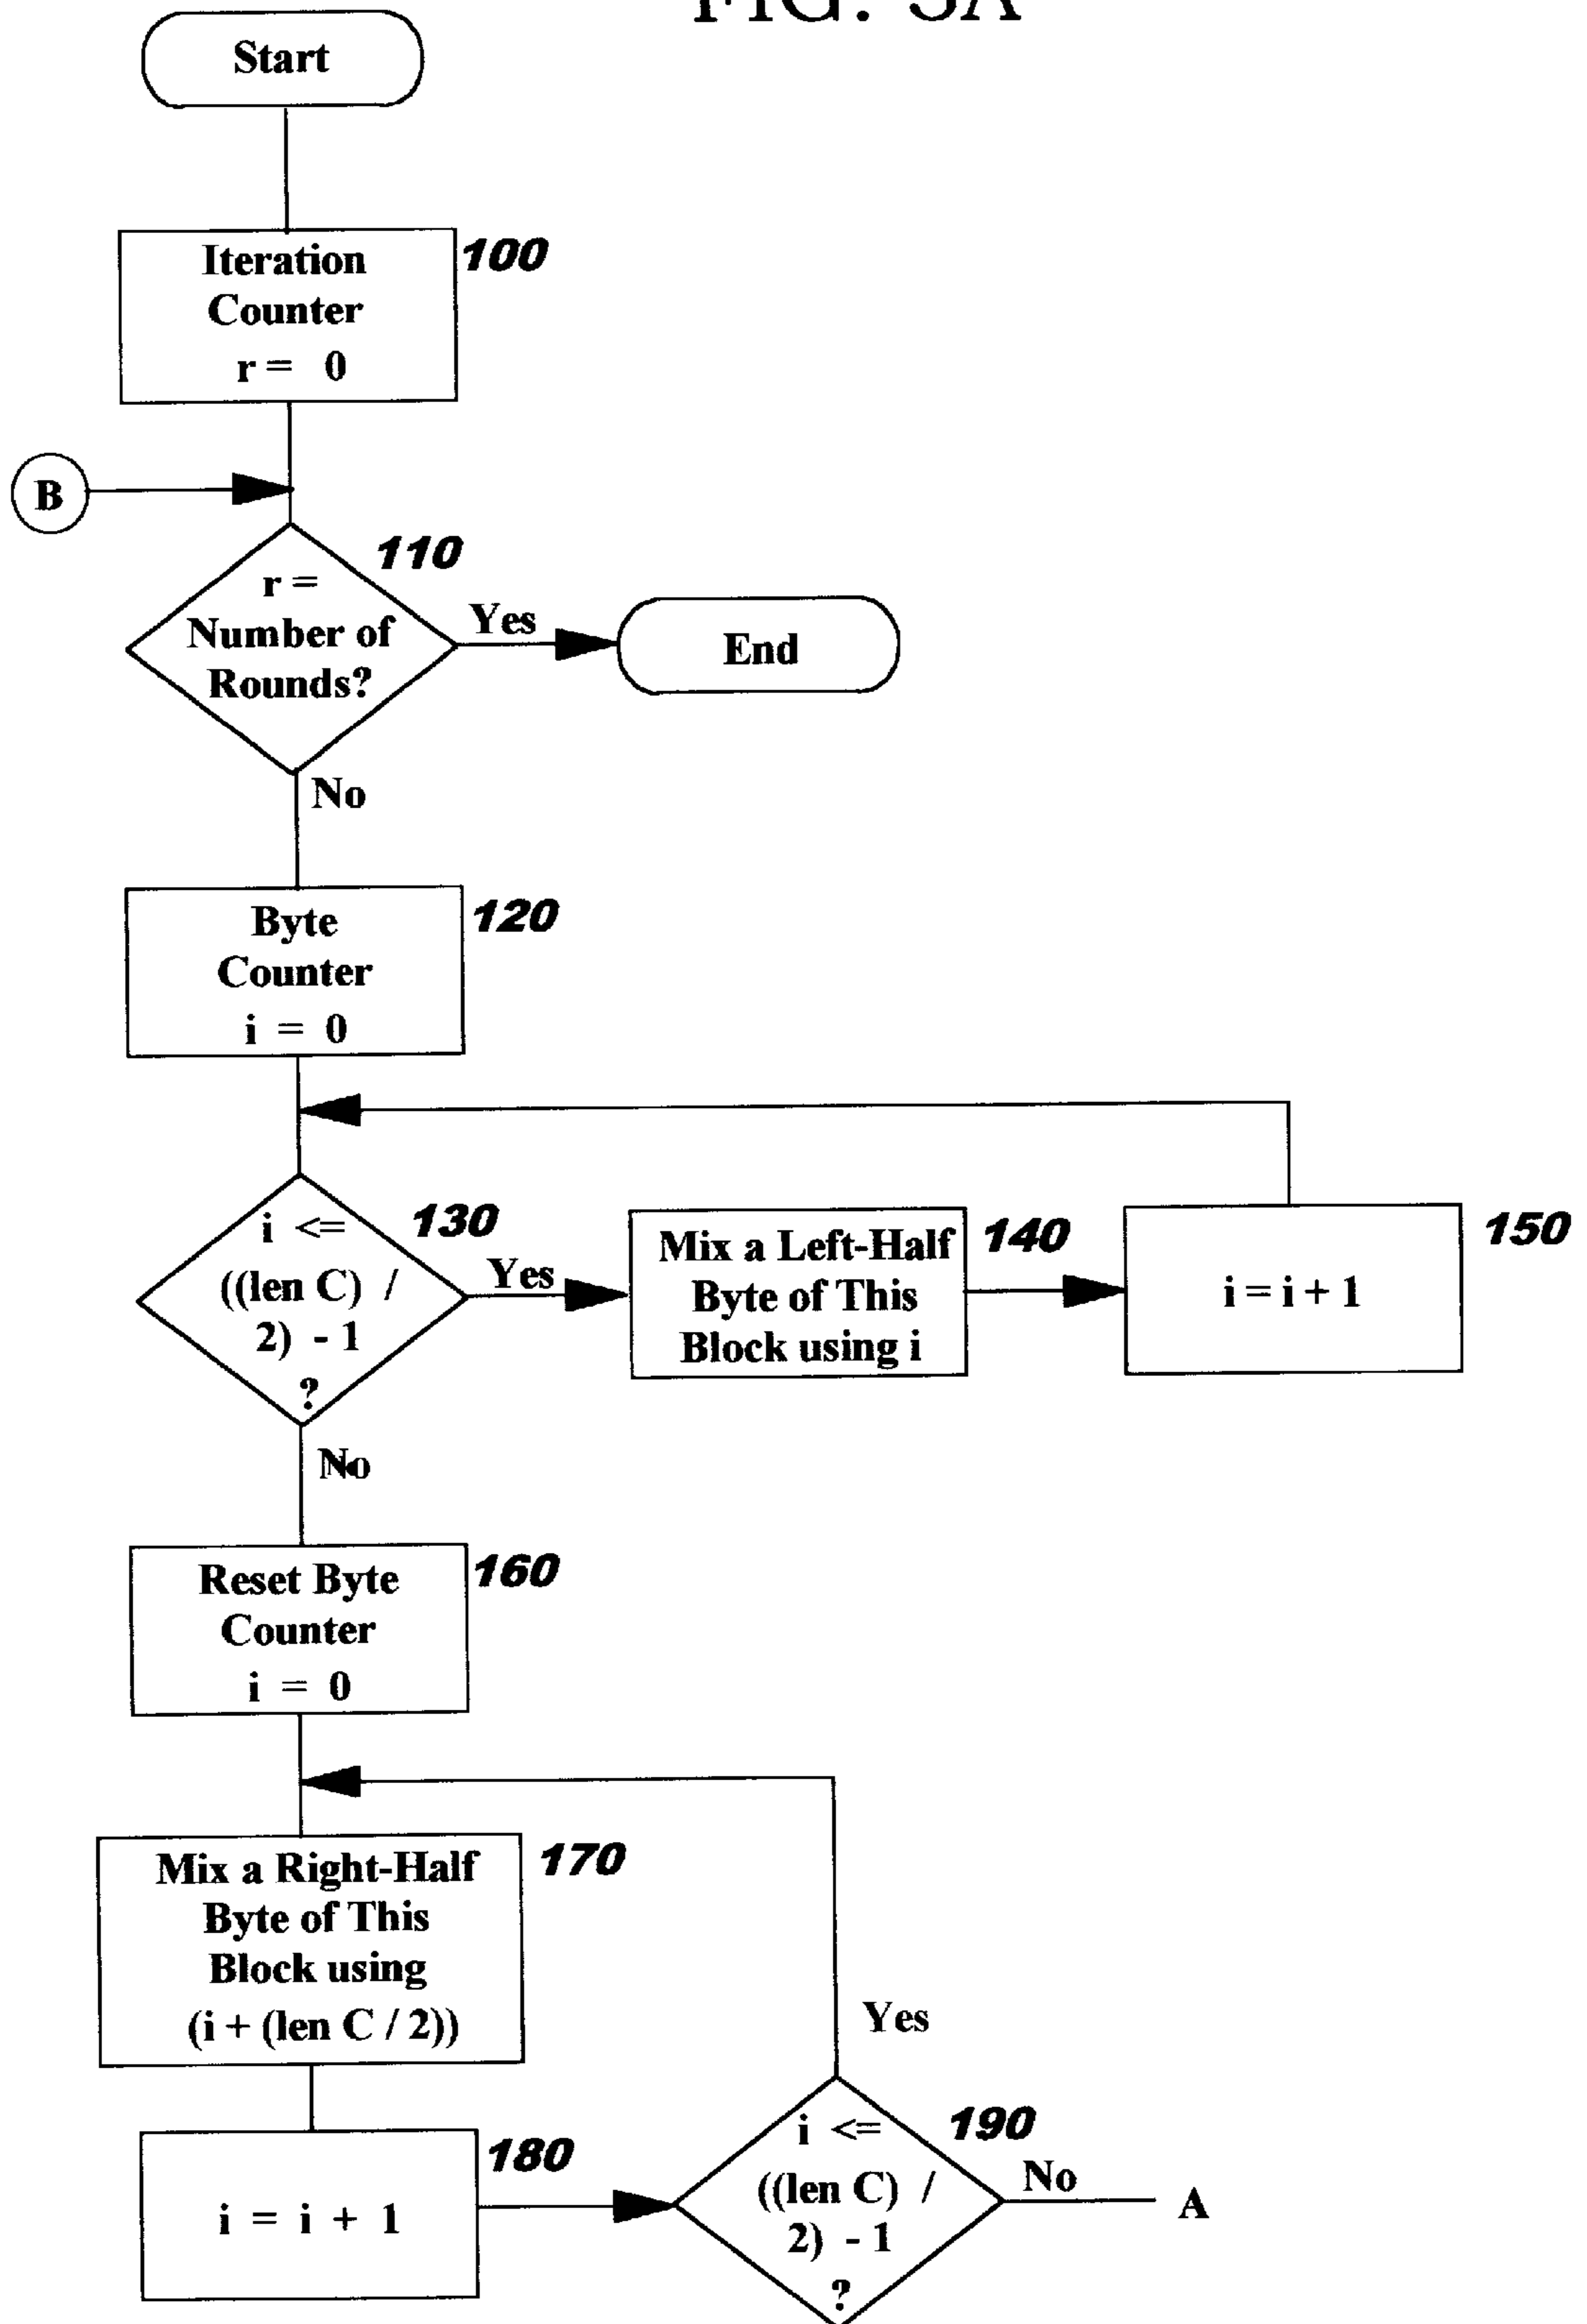 FIG. 3A
Start
Iteration
Counter
r = 0
100
B
r =
Number of
Rounds?
110
Yes
End
No
Byte
Counter
i = 0
120
i <=
((len C) /
2) - 1
?
130
Yes
Mix a Left-Half
Byte of This
Block using i
140
i = i + 1
150
No
Reset Byte
Counter
i = 0
160
Mix a Right-Half
Byte of This
Block using
(i + (len C / 2))
170
i = i + 1
180
Yes
i <=
((len C) /
2) - 1
?
190
No
A